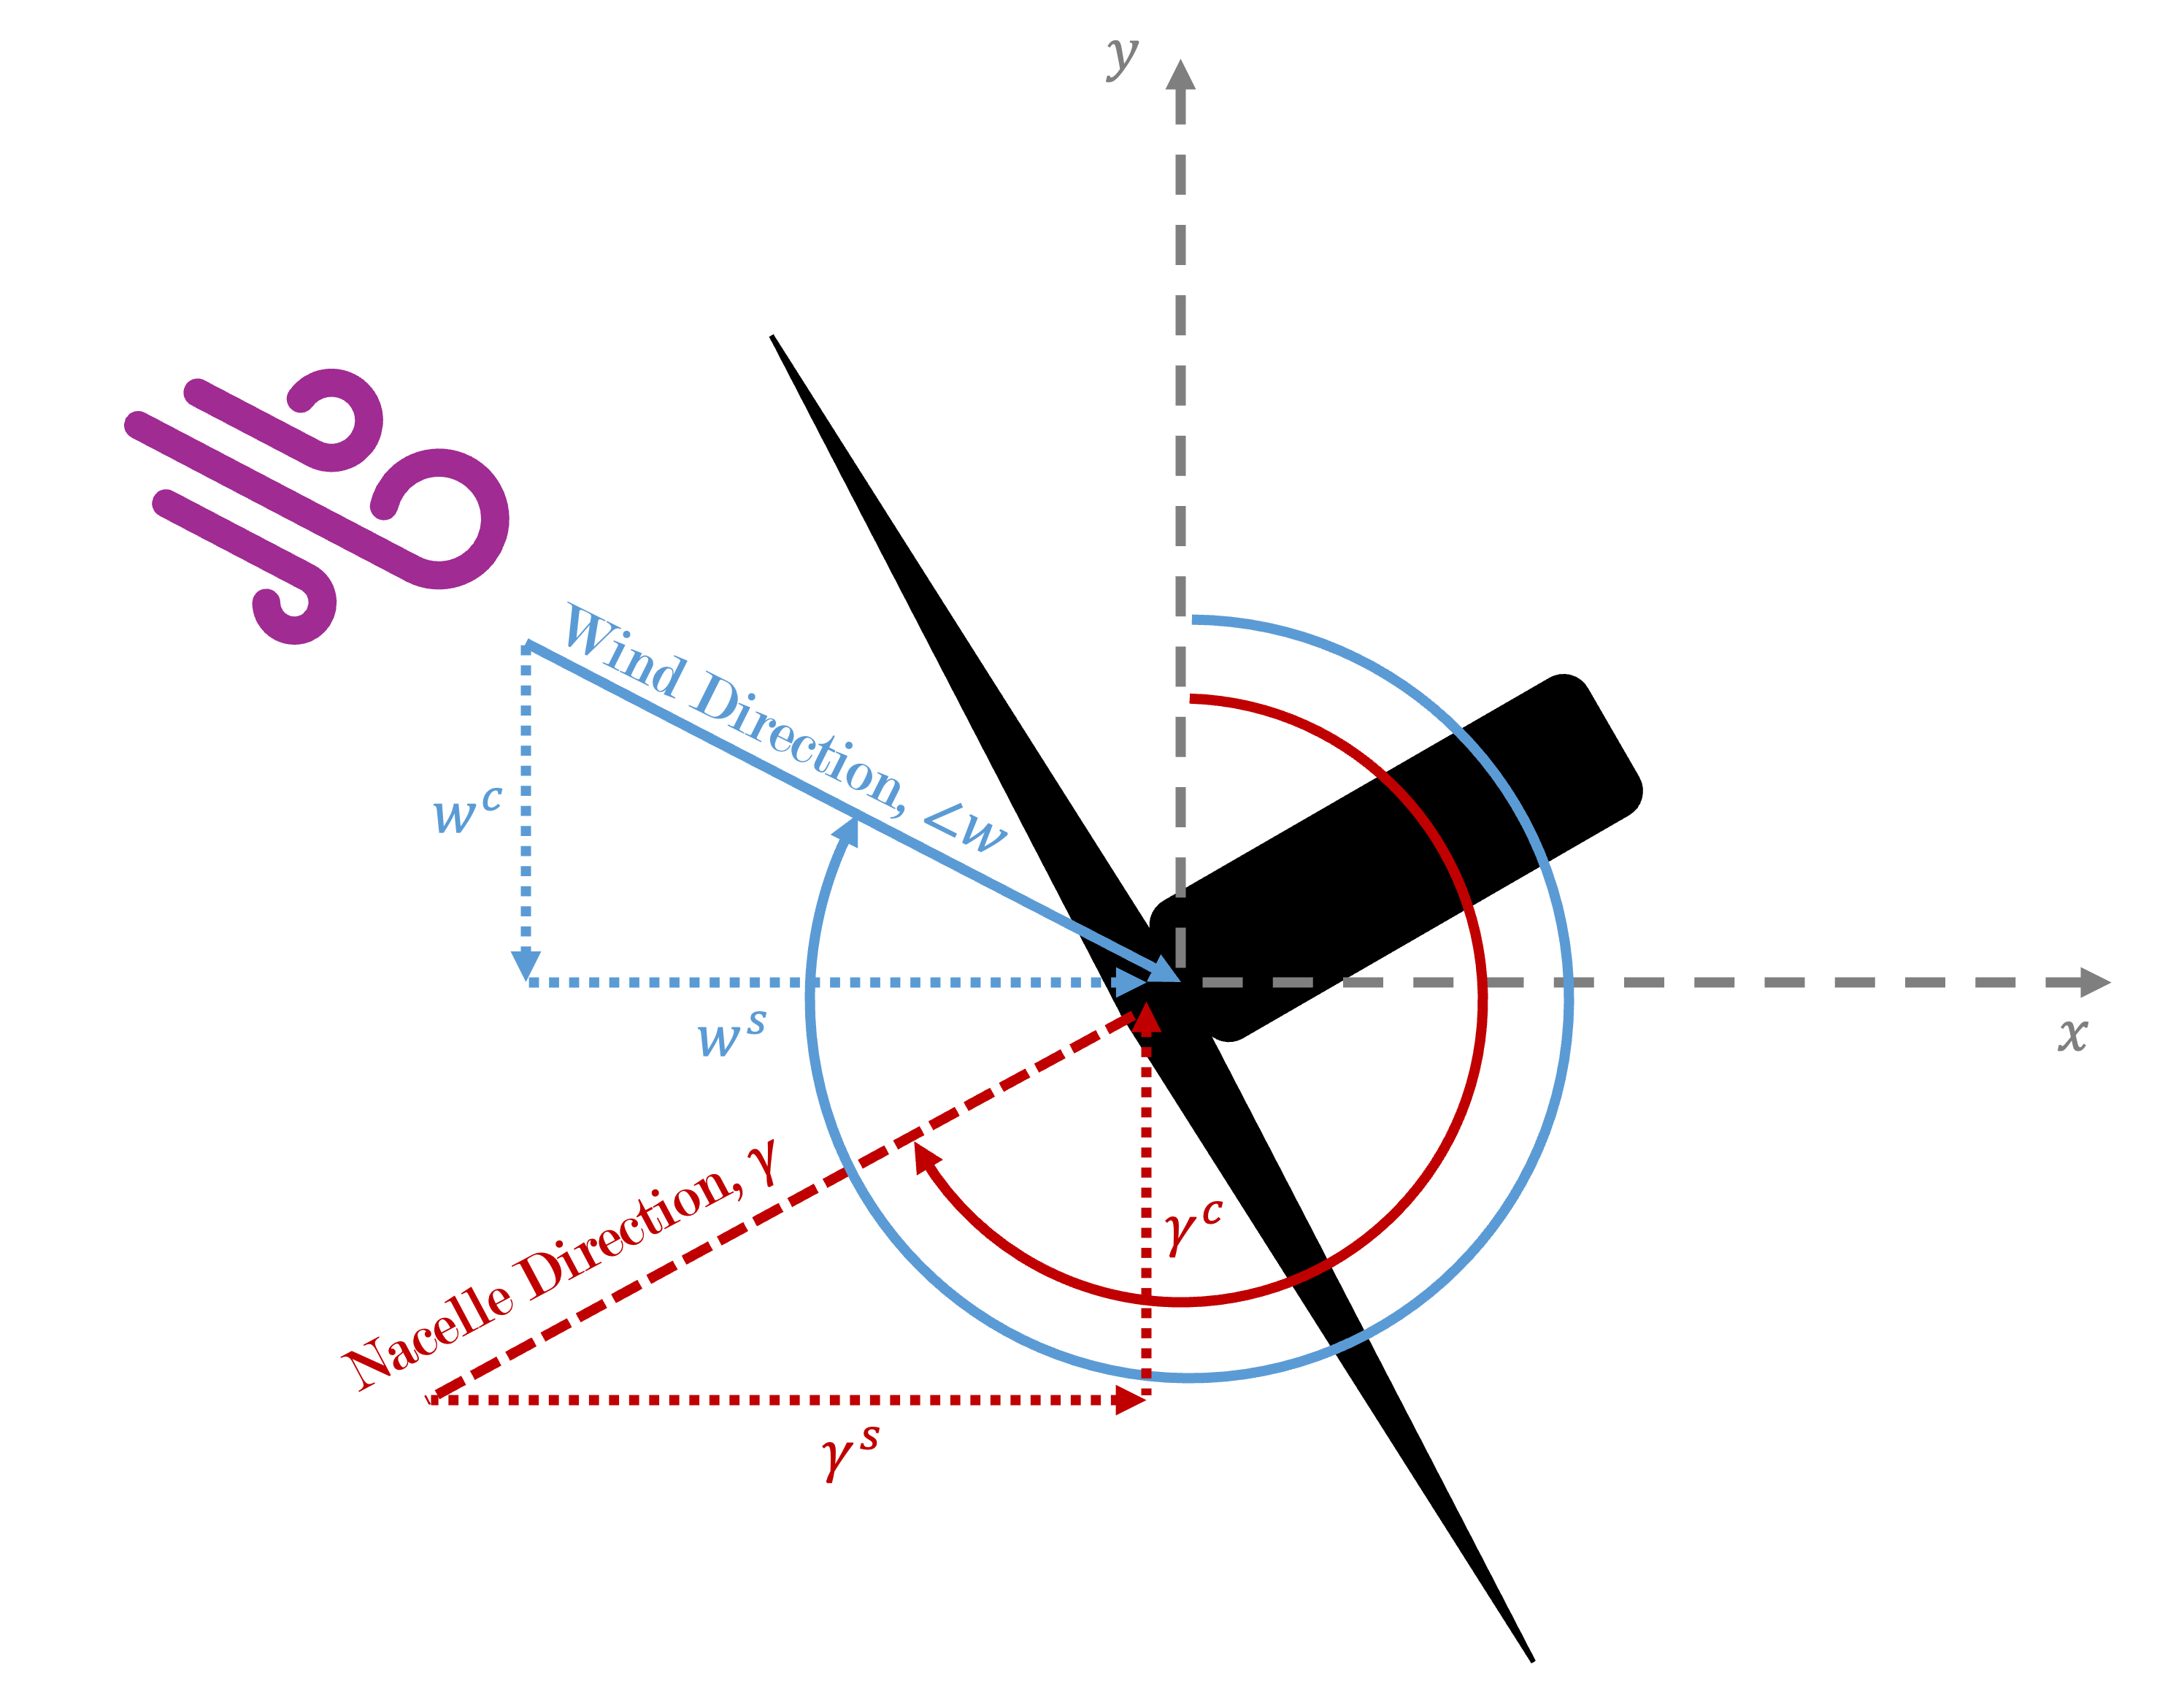 y
Wind Direction, ∠w
w^c
w^s
x
Nacelle Direction, γ
γ^c
γ^s